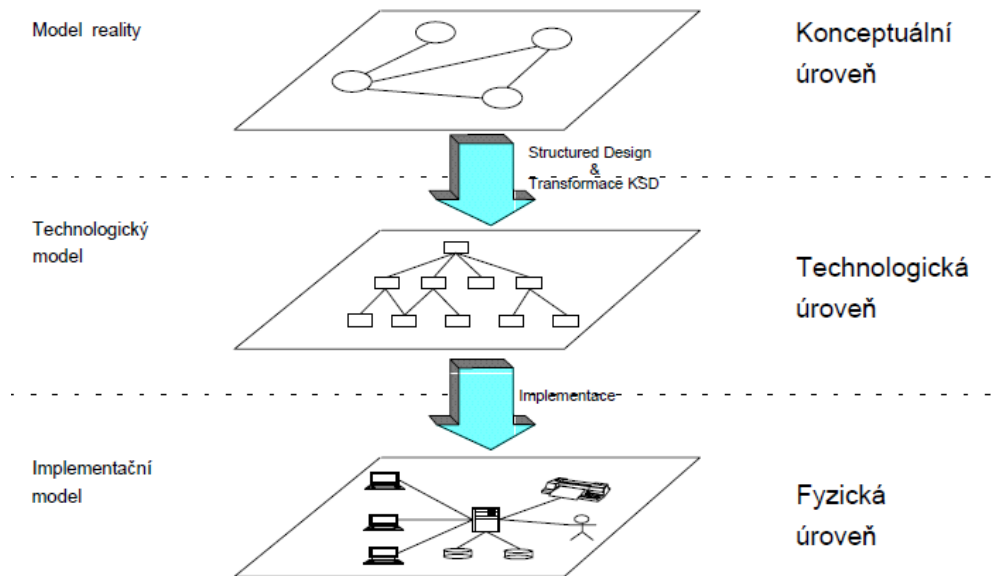 Model reality
Konceptuální
úroveň
Structured Design
&
Transformace KSD
Technologický
model
Technologická
úroveň
Implementace
Implementační
model
Fyzická
úroveň